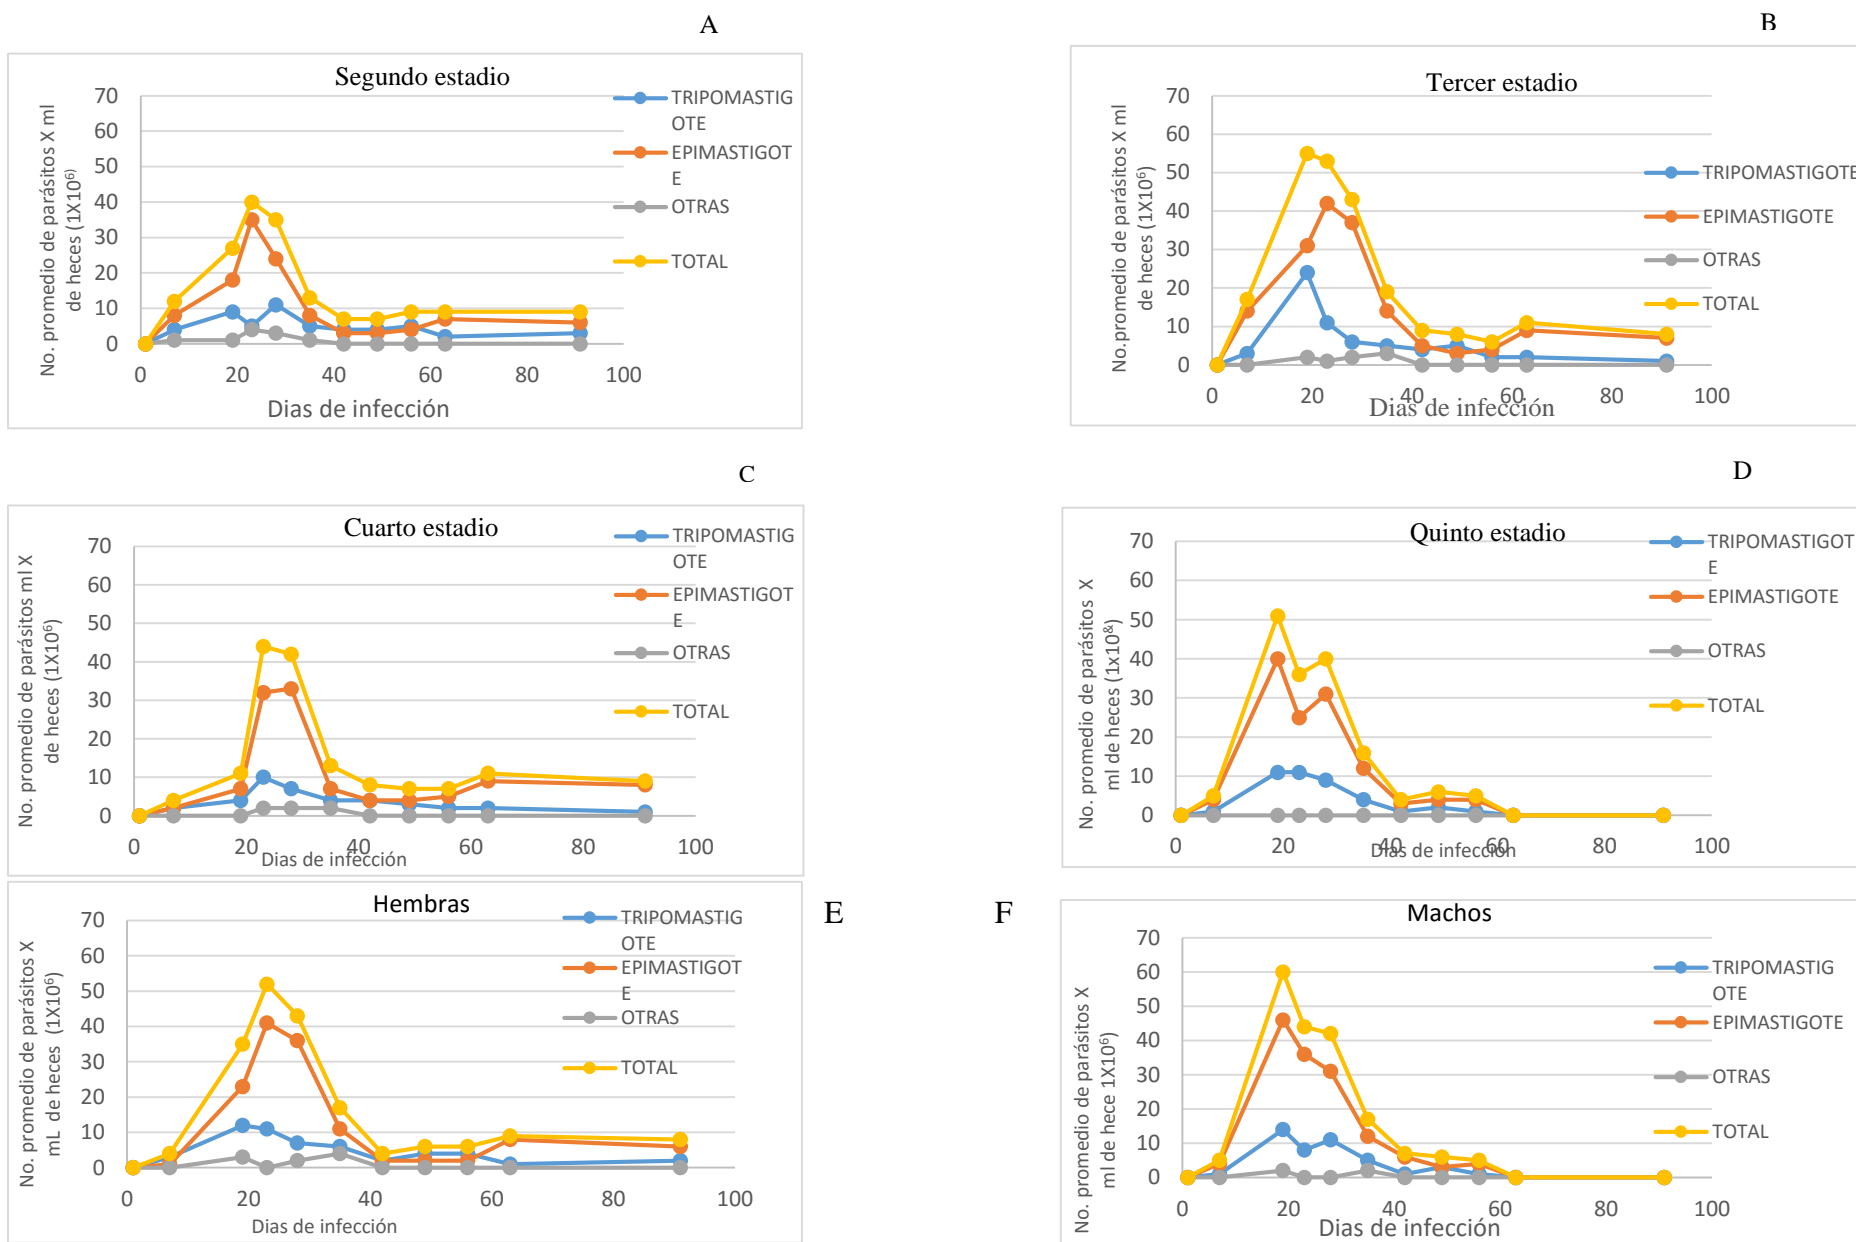 A
Segundo estadio
No. promedio de parásitos X ml
de heces (1X10⁶⁾
70
60
50
40
30
20
10
0
0 20 40 60 80 100
Dias de infección
TRIPOMASTIG
OTE
EPIMASTIGOT
E
OTRAS
TOTAL
B
Tercer estadio
No.promedio de parásitos X ml
de heces (1X10⁶)
70
60
50
40
30
20
10
0
0 20 40 60 80 100
Dias de infección
TRIPOMASTIGOTE
EPIMASTIGOTE
OTRAS
TOTAL
C
Cuarto estadio
No. promedio de parásitos ml X
de heces (1X10⁶)
70
60
50
40
30
20
10
0
0 20 40 60 80 100
Dias de infección
TRIPOMASTIG
OTE
EPIMASTIGOT
E
OTRAS
TOTAL
D
Quinto estadio
No. promedio de parásitos X
ml de heces (1x10&)
70
60
50
40
30
20
10
0
0 20 40 60 80 100
Dias de infección
TRIPOMASTIGOT
E
EPIMASTIGOTE
OTRAS
TOTAL
E
Hembras
No. promedio de parásitos X
mL de heces (1X10⁶)
70
60
50
40
30
20
10
0
0 20 40 60 80 100
Dias de infección
TRIPOMASTIG
OTE
EPIMASTIGOT
E
OTRAS
TOTAL
F
Machos
No. promedio de parásitos X
ml de hece 1X10⁶)
70
60
50
40
30
20
10
0
0 20 40 60 80 100
Dias de infección
TRIPOMASTIG
OTE
EPIMASTIGOTE
OTRAS
TOTAL